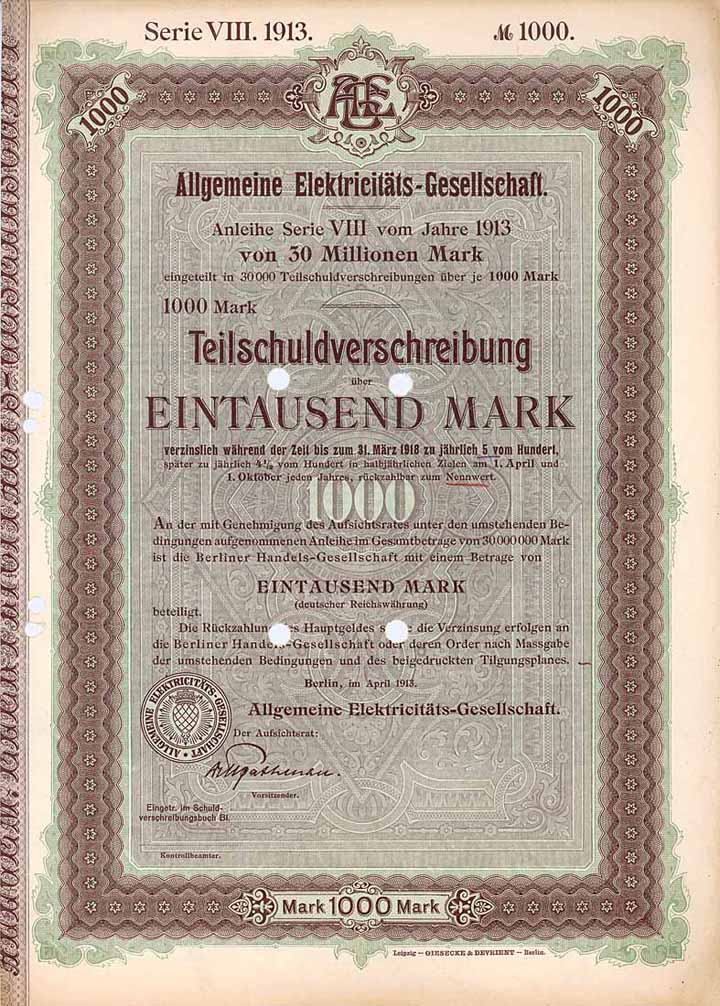 Serie VIII. 1913.
№ 1000.
AEG
1000
1000
Allgemeine Elektricitäts-Gesellschaft.
Anleihe Serie VIII vom Jahre 1913
von 30 Millionen Mark
eingeteilt in 30000 Teilschuldverschreibungen über je 1000 Mark
1000 Mark
Teilschuldverschreibung
über
EINTAUSEND MARK
verzinslich während der Zeit bis zum 31. März 1918 zu jährlich 5 vom Hundert,
später zu jährlich 4½ vom Hundert in halbjährlichen Zielen am 1. April und
1. Oktober jeden Jahres, rückzahlbar zum Nennwert.
1000
An der mit Genehmigung des Aufsichtsrates unter den umstehenden Be-
dingungen aufgenommenen Anleihe im Gesamtbetrage von 30 000 000 Mark
ist die Berliner Handels-Gesellschaft mit einem Betrage von
EINTAUSEND MARK
(deutscher Reichswährung)
beteiligt.
Die Rückzahlung des Hauptgeldes die Verzinsung erfolgen an
die Berliner Handels-Gesellschaft oder deren Order nach Massgabe
der umstehenden Bedingungen und des beigedruckten Tilgungsplanes.
Berlin, im April 1913.
Allgemeine Elektricitäts-Gesellschaft.
ALLGEMEINE ELEKTRICITÄTS-GESELLSCHAFT
Der Aufsichtsrat:
Vorsitzender.
Eingetr. im Schuld-
verschreibungsbuch Bl.
Kontrollbeamter.
Mark 1000 Mark
Leipzig – GIESECKE & DEVRIENT – Berlin.